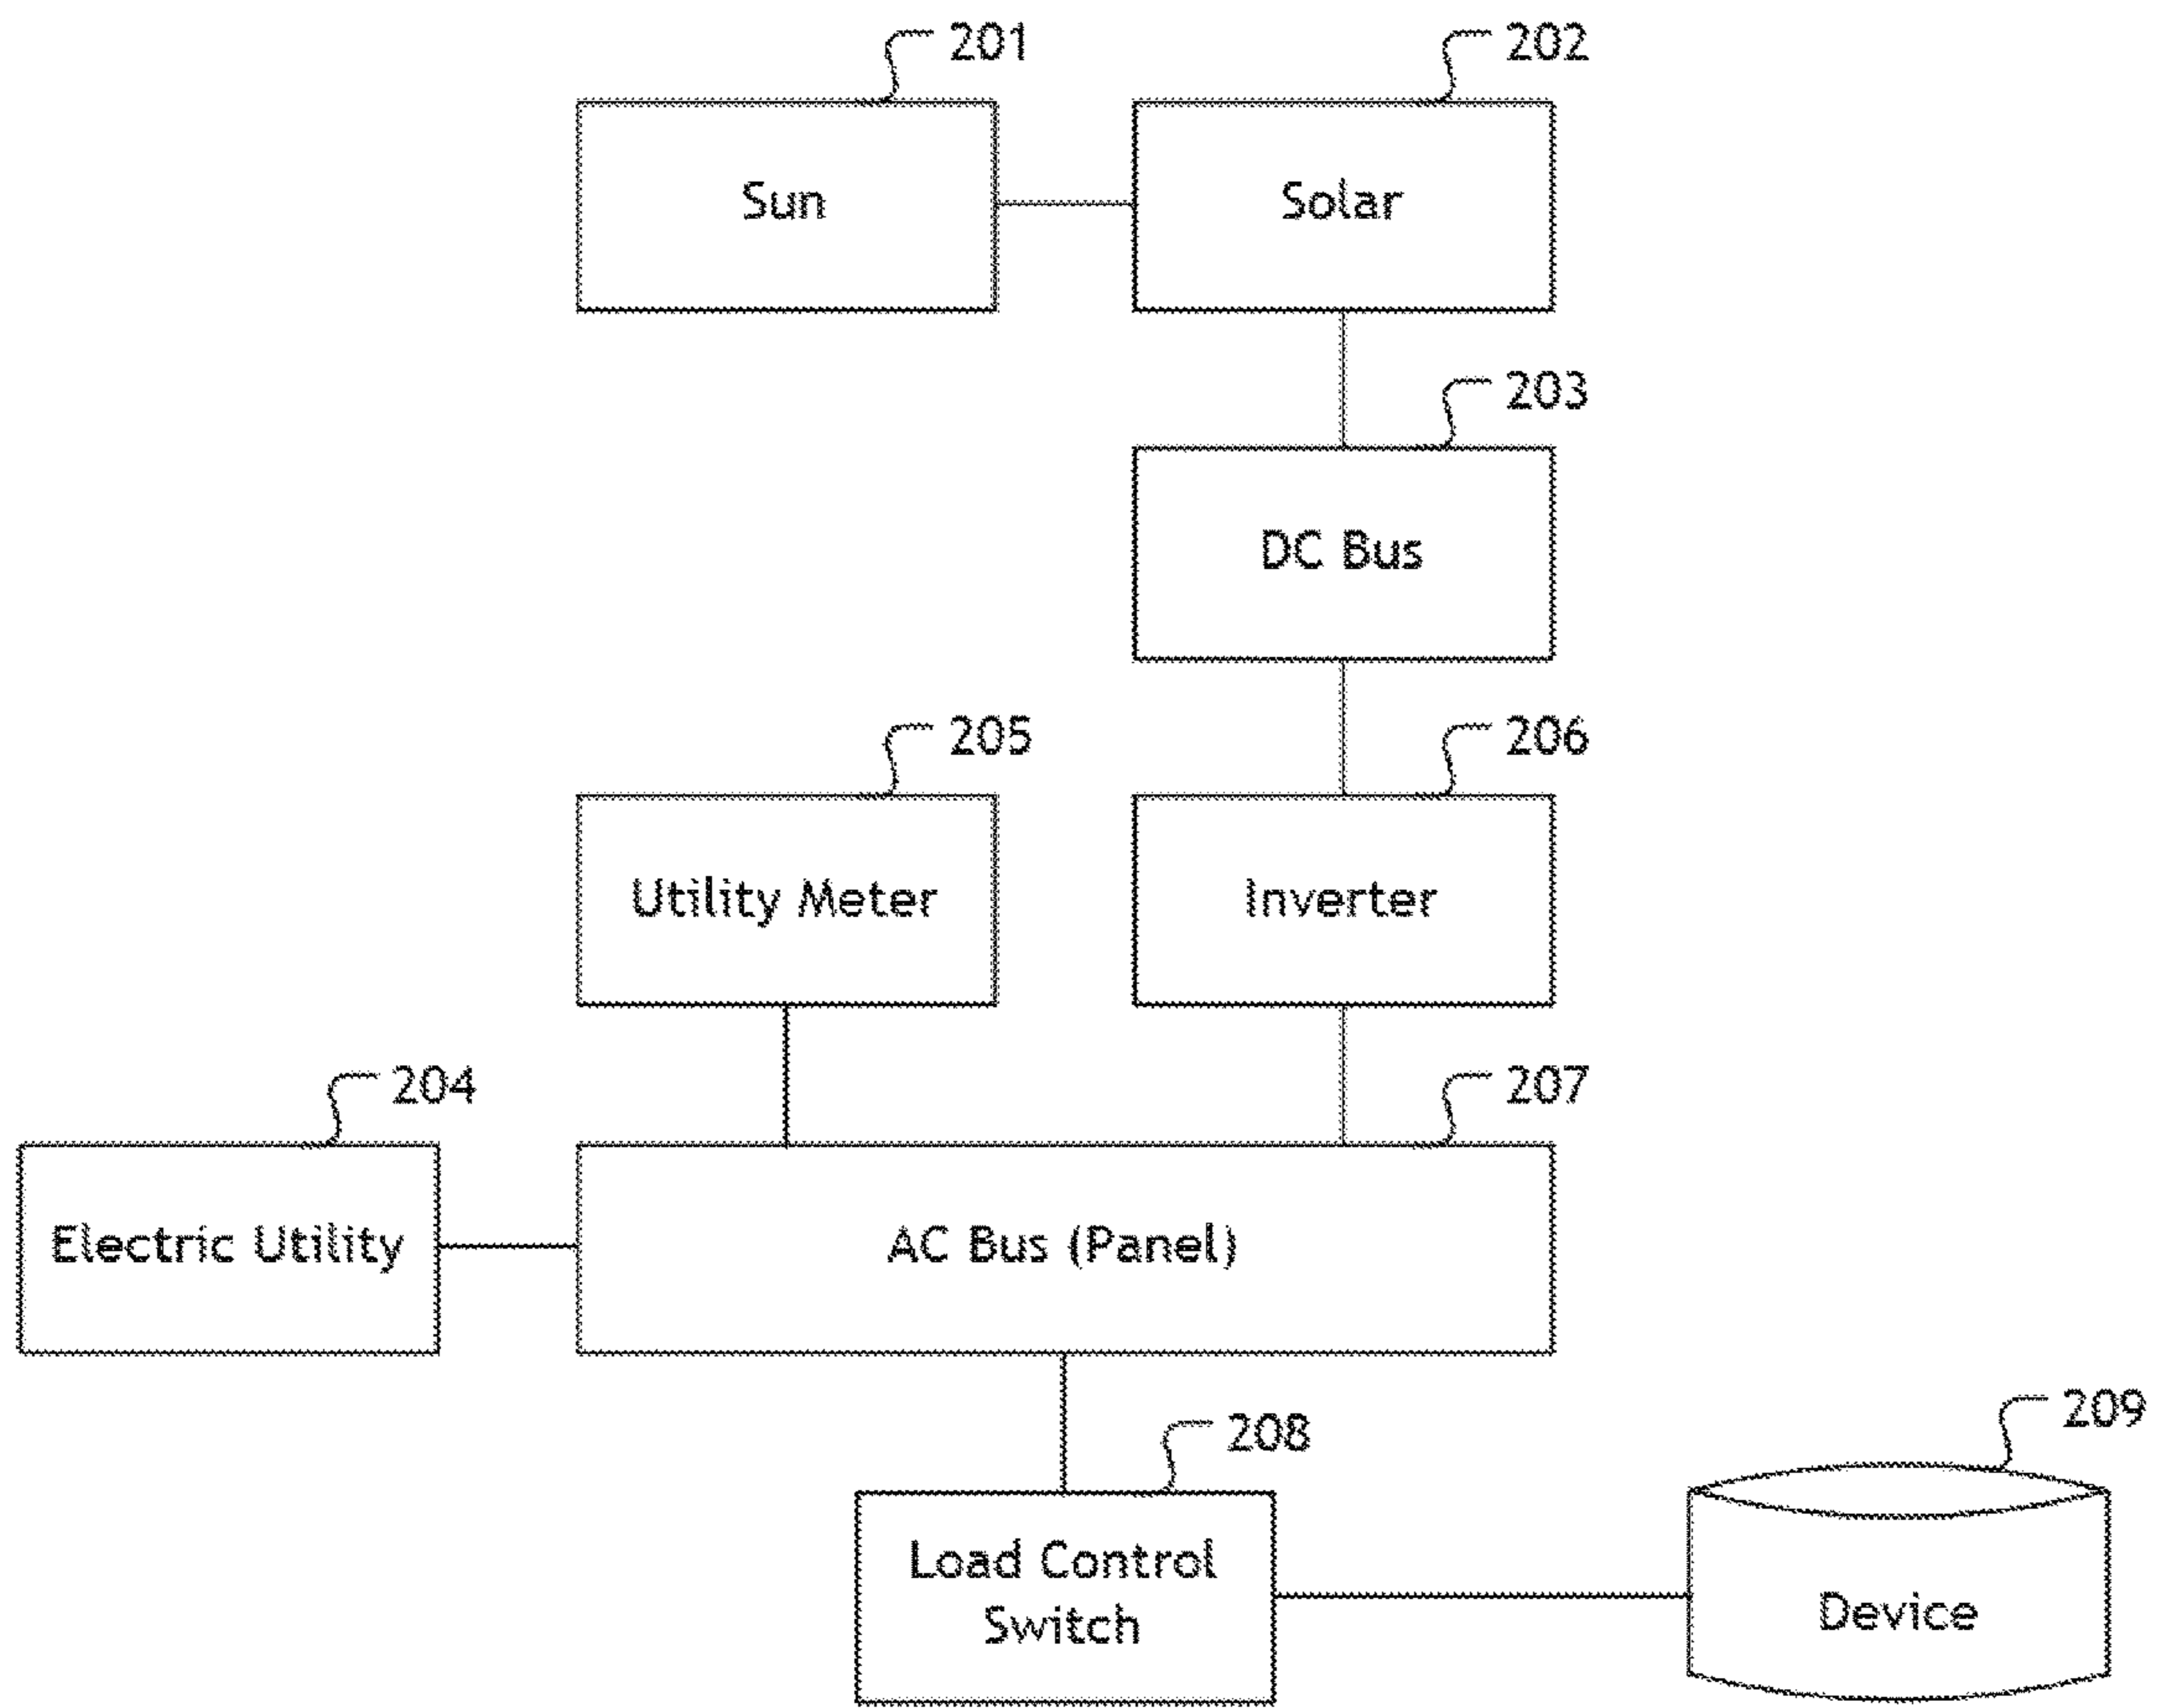 201
202
Sun
Solar
203
DC Bus
205
206
Utility Meter
Inverter
204
207
Electric Utility
AC Bus (Panel)
208
209
Load Control
Switch
Device